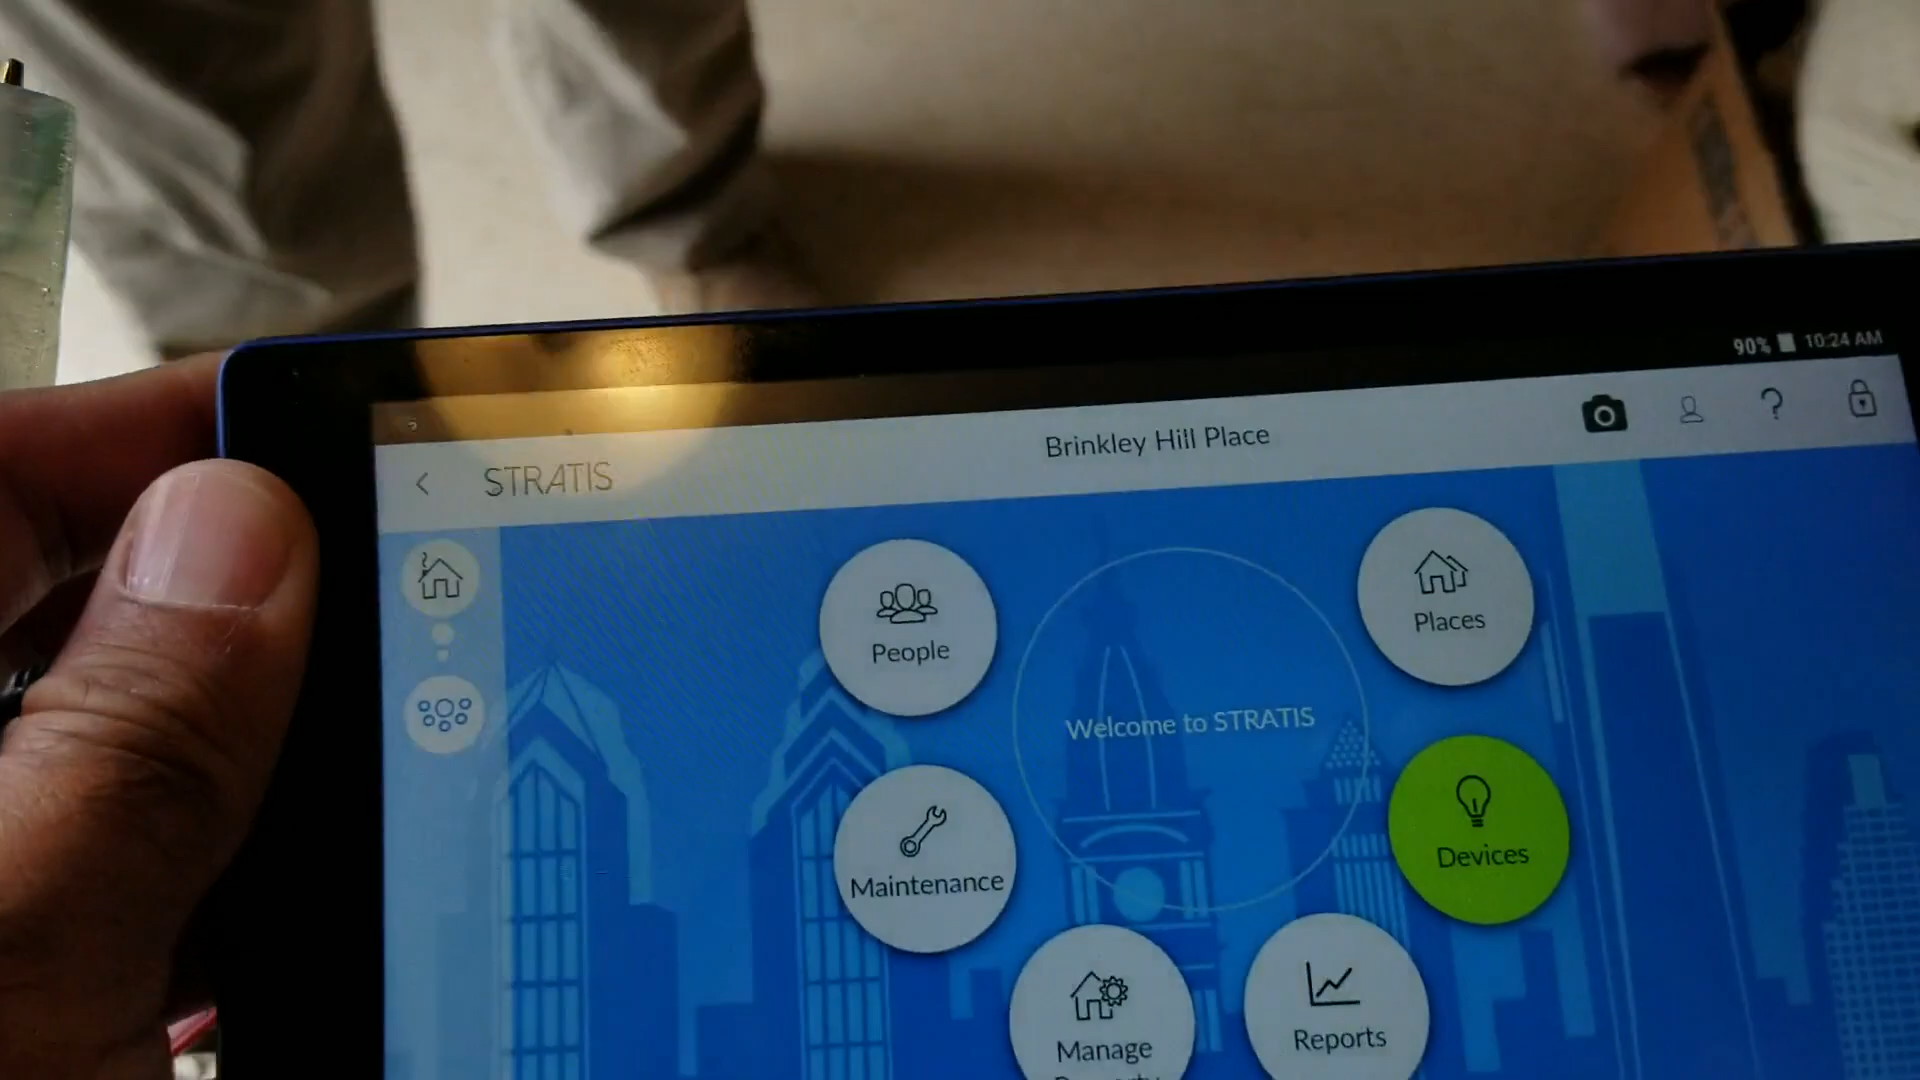 90% 10:24 AM
STRATIS
Brinkley Hill Place
?
People
Places
Welcome to STRATIS
Maintenance
Devices
Manage
Reports